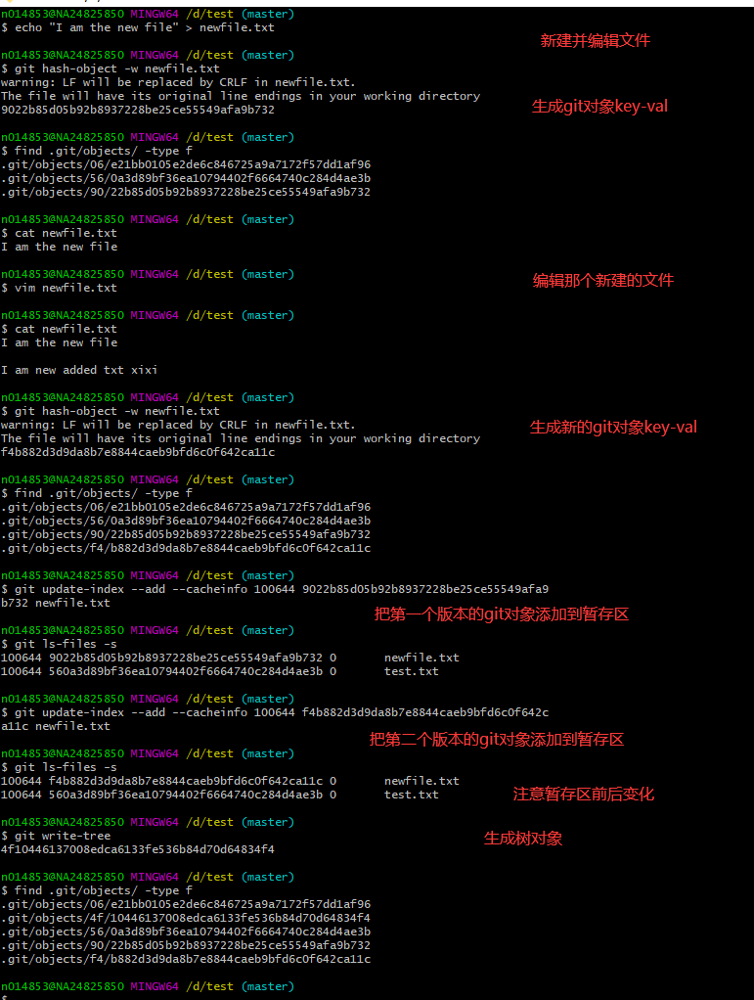 n014853@NA24825850 MINGW64 /d/test (master)
$ echo "I am the new file" > newfile.txt
新建并编辑文件
n014853@NA24825850 MINGW64 /d/test (master)
$ git hash-object -w newfile.txt
warning: LF will be replaced by CRLF in newfile.txt.
The file will have its original line endings in your working directory
9022b85d05b92b8937228be25ce55549afa9b732
生成git对象key-val
n014853@NA24825850 MINGW64 /d/test (master)
$ find .git/objects/ -type f
.git/objects/06/e21bb0105e2de6c846725a9a7172f57dd1af96
.git/objects/56/0a3d89bf36ea10794402f6664740c284d4ae3b
.git/objects/90/22b85d05b92b8937228be25ce55549afa9b732
n014853@NA24825850 MINGW64 /d/test (master)
$ cat newfile.txt
I am the new file
n014853@NA24825850 MINGW64 /d/test (master)
$ vim newfile.txt
编辑那个新建的文件
n014853@NA24825850 MINGW64 /d/test (master)
$ cat newfile.txt
I am the new file
I am new added txt xixi
n014853@NA24825850 MINGW64 /d/test (master)
$ git hash-object -w newfile.txt
warning: LF will be replaced by CRLF in newfile.txt.
The file will have its original line endings in your working directory
f4b882d3d9da8b7e8844caeb9bfd6c0f642ca11c
生成新的git对象key-val
n014853@NA24825850 MINGW64 /d/test (master)
$ find .git/objects/ -type f
.git/objects/06/e21bb0105e2de6c846725a9a7172f57dd1af96
.git/objects/56/0a3d89bf36ea10794402f6664740c284d4ae3b
.git/objects/90/22b85d05b92b8937228be25ce55549afa9b732
.git/objects/f4/b882d3d9da8b7e8844caeb9bfd6c0f642ca11c
n014853@NA24825850 MINGW64 /d/test (master)
$ git update-index --add --cacheinfo 100644 9022b85d05b92b8937228be25ce55549afa9
b732 newfile.txt
把第一个版本的git对象添加到暂存区
n014853@NA24825850 MINGW64 /d/test (master)
$ git ls-files -s
100644 9022b85d05b92b8937228be25ce55549afa9b732 0 newfile.txt
100644 560a3d89bf36ea10794402f6664740c284d4ae3b 0 test.txt
n014853@NA24825850 MINGW64 /d/test (master)
$ git update-index --add --cacheinfo 100644 f4b882d3d9da8b7e8844caeb9bfd6c0f642c
a11c newfile.txt
把第二个版本的git对象添加到暂存区
n014853@NA24825850 MINGW64 /d/test (master)
$ git ls-files -s
100644 f4b882d3d9da8b7e8844caeb9bfd6c0f642ca11c 0 newfile.txt
100644 560a3d89bf36ea10794402f6664740c284d4ae3b 0 test.txt
注意暂存区前后变化
n014853@NA24825850 MINGW64 /d/test (master)
$ git write-tree
4f10446137008edca6133fe536b84d70d64834f4
生成树对象
n014853@NA24825850 MINGW64 /d/test (master)
$ find .git/objects/ -type f
.git/objects/06/e21bb0105e2de6c846725a9a7172f57dd1af96
.git/objects/4f/10446137008edca6133fe536b84d70d64834f4
.git/objects/56/0a3d89bf36ea10794402f6664740c284d4ae3b
.git/objects/90/22b85d05b92b8937228be25ce55549afa9b732
.git/objects/f4/b882d3d9da8b7e8844caeb9bfd6c0f642ca11c
n014853@NA24825850 MINGW64 /d/test (master)
$